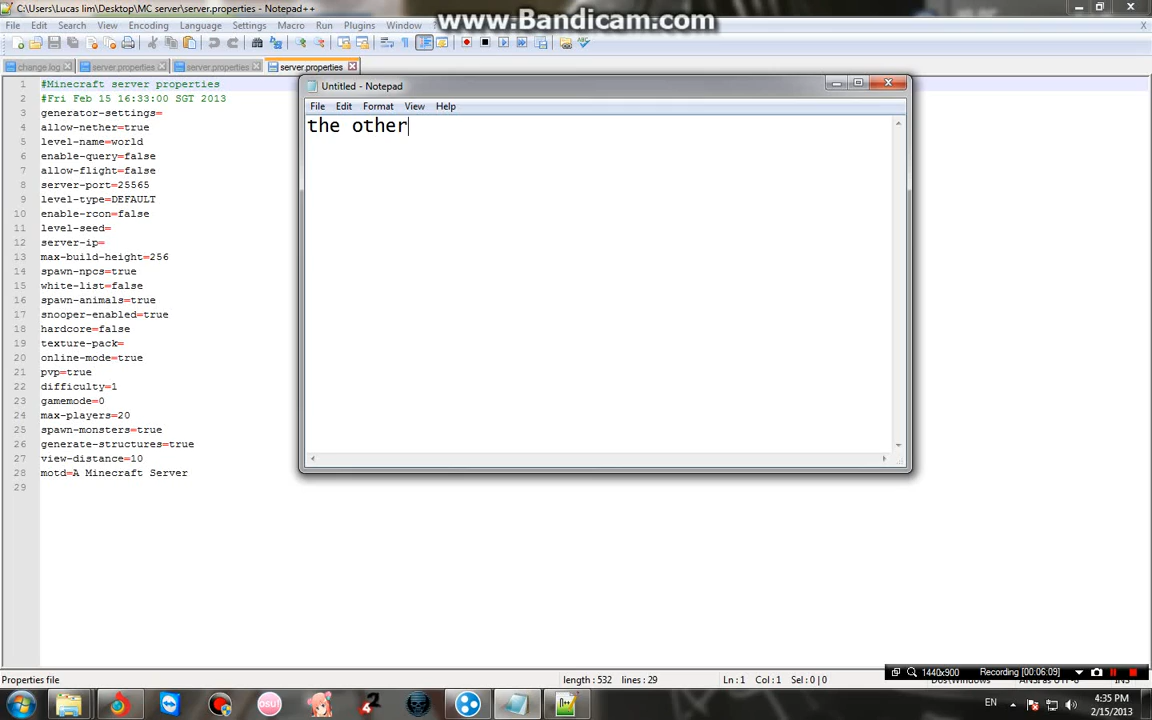 C:\Users\Lucas lim\Desktop\MC server\server.properties - Notepad++
www.Bandicam.com
File Edit Search View Encoding Language Settings Macro Run Plugins Window ?
X
change.log server.properties server.properties server.properties
1 #Minecraft server properties
2 #Fri Feb 15 16:33:00 SGT 2013
3 generator-settings=
4 allow-nether=true
5 level-name=world
6 enable-query=false
7 allow-flight=false
8 server-port=25565
9 level-type=DEFAULT
10 enable-rcon=false
11 level-seed=
12 server-ip=
13 max-build-height=256
14 spawn-npcs=true
15 white-list=false
16 spawn-animals=true
17 snooper-enabled=true
18 hardcore=false
19 texture-pack=
20 online-mode=true
21 pvp=true
22 difficulty=1
23 gamemode=0
24 max-players=20
25 spawn-monsters=true
26 generate-structures=true
27 view-distance=10
28 motd=A Minecraft Server
29
Untitled - Notepad
File Edit Format View Help
the other
1440x900 Recording [00:06:09]
Properties file length:532 lines:29 Ln:1 Col:1 Sel:0|0
osu!
EN
4:35 PM
2/15/2013